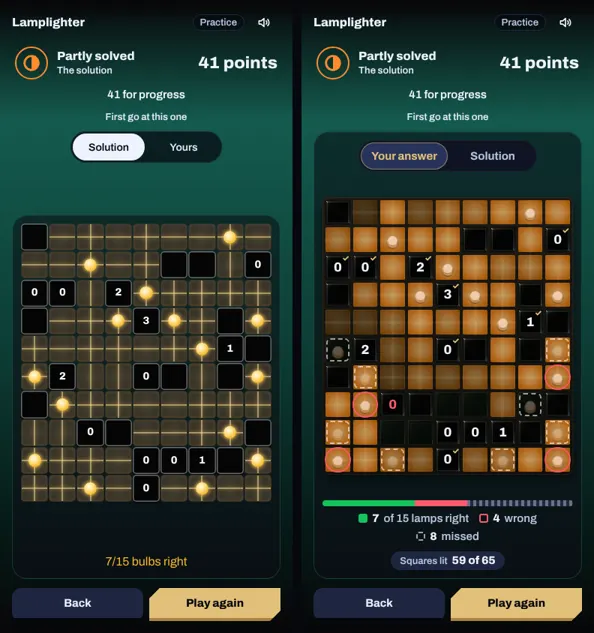 Lamplighter Practice
Partly solved
The solution
41 points
41 for progress
First go at this one
Solution Yours
0
0 0 2
3
1
2 0
0
0 0 1
0
7/15 bulbs right
Back Play again
Lamplighter Practice
Partly solved
The solution
41 points
41 for progress
First go at this one
Your answer Solution
0
0 0 2
3
1
2 0
0
0 0 1
0
7 of 15 lamps right 4 wrong
8 missed
Squares lit 59 of 65
Back Play again